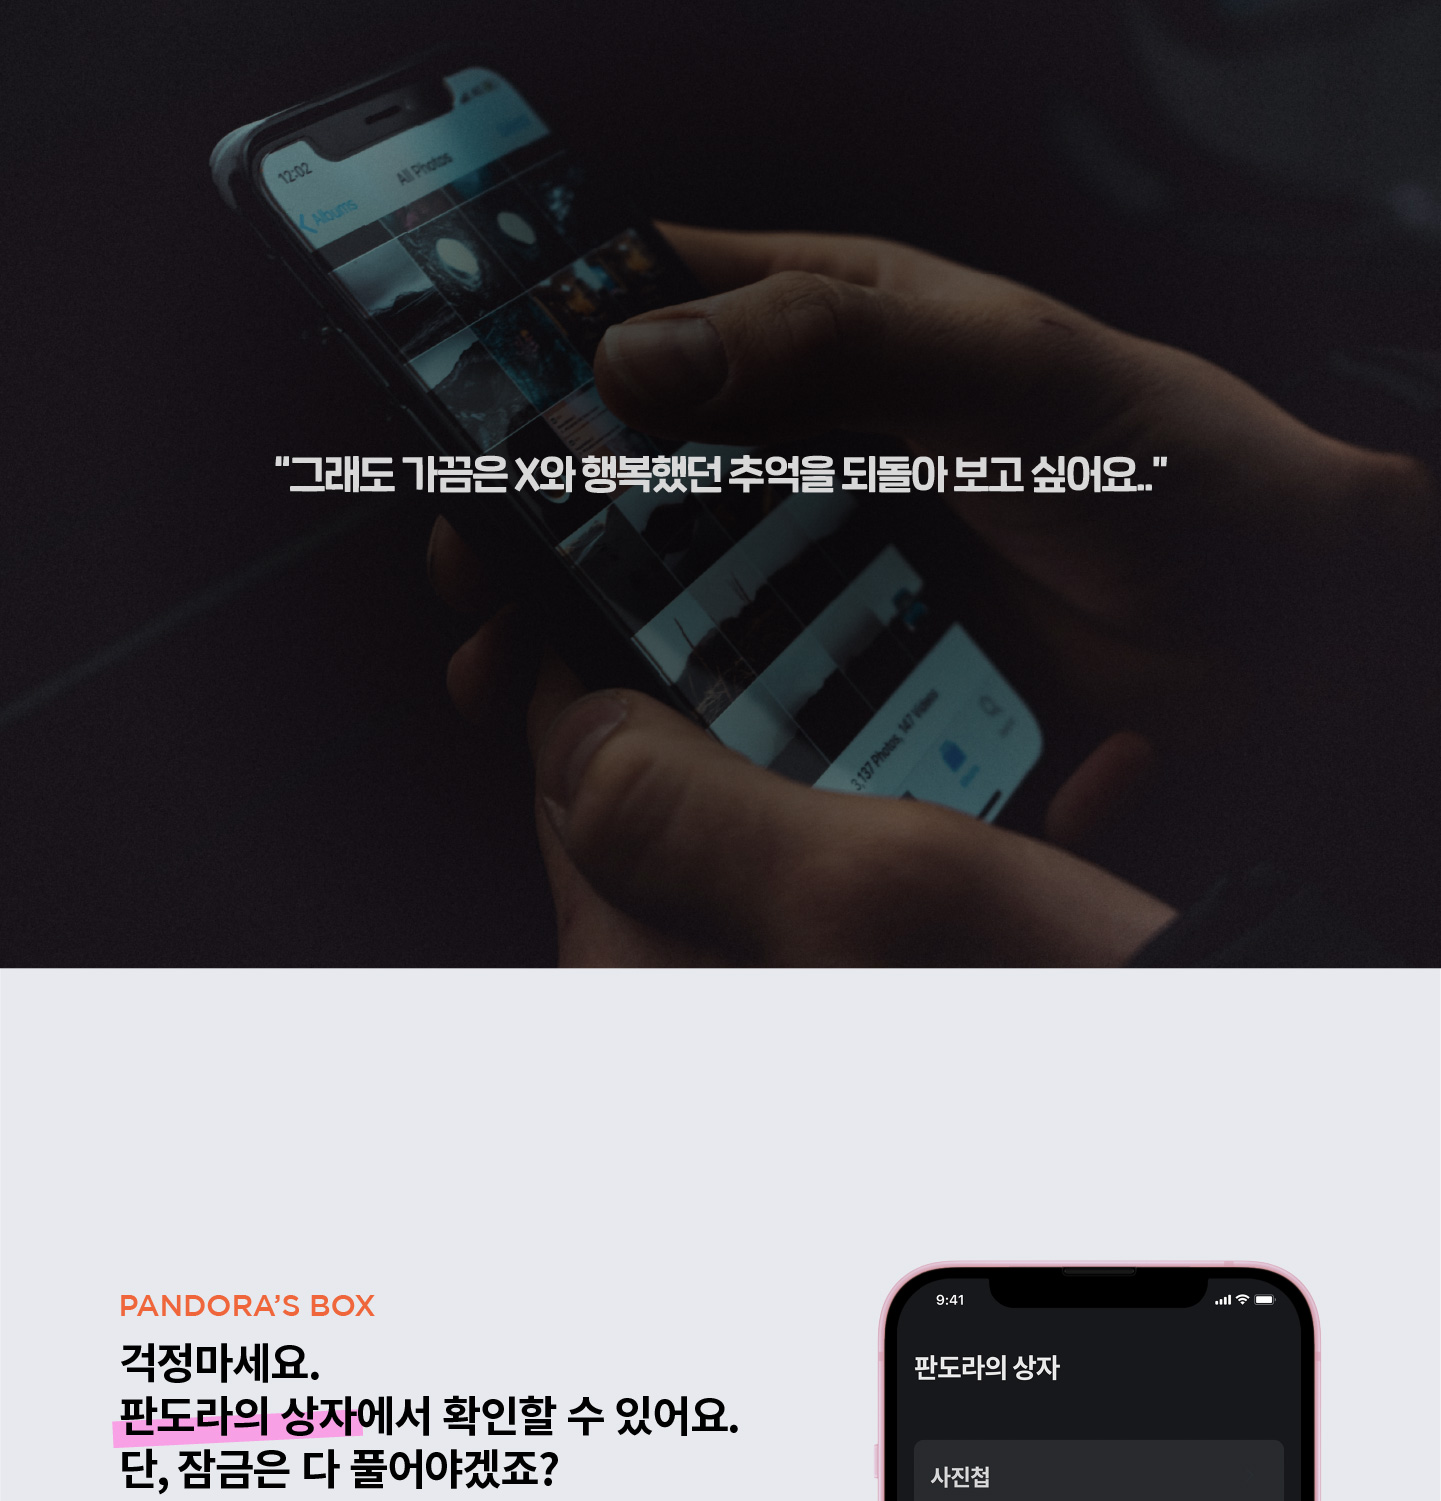 12:02
All Photos
Albums
"그래도 가끔은 X와 행복했던 추억을 되돌아 보고 싶어요.."
3,137 Photos, 147 Videos
PANDORA'S BOX
걱정마세요.
판도라의 상자에서 확인할 수 있어요.
단, 잠금은 다 풀어야겠죠?
9:41
판도라의 상자
사진첩